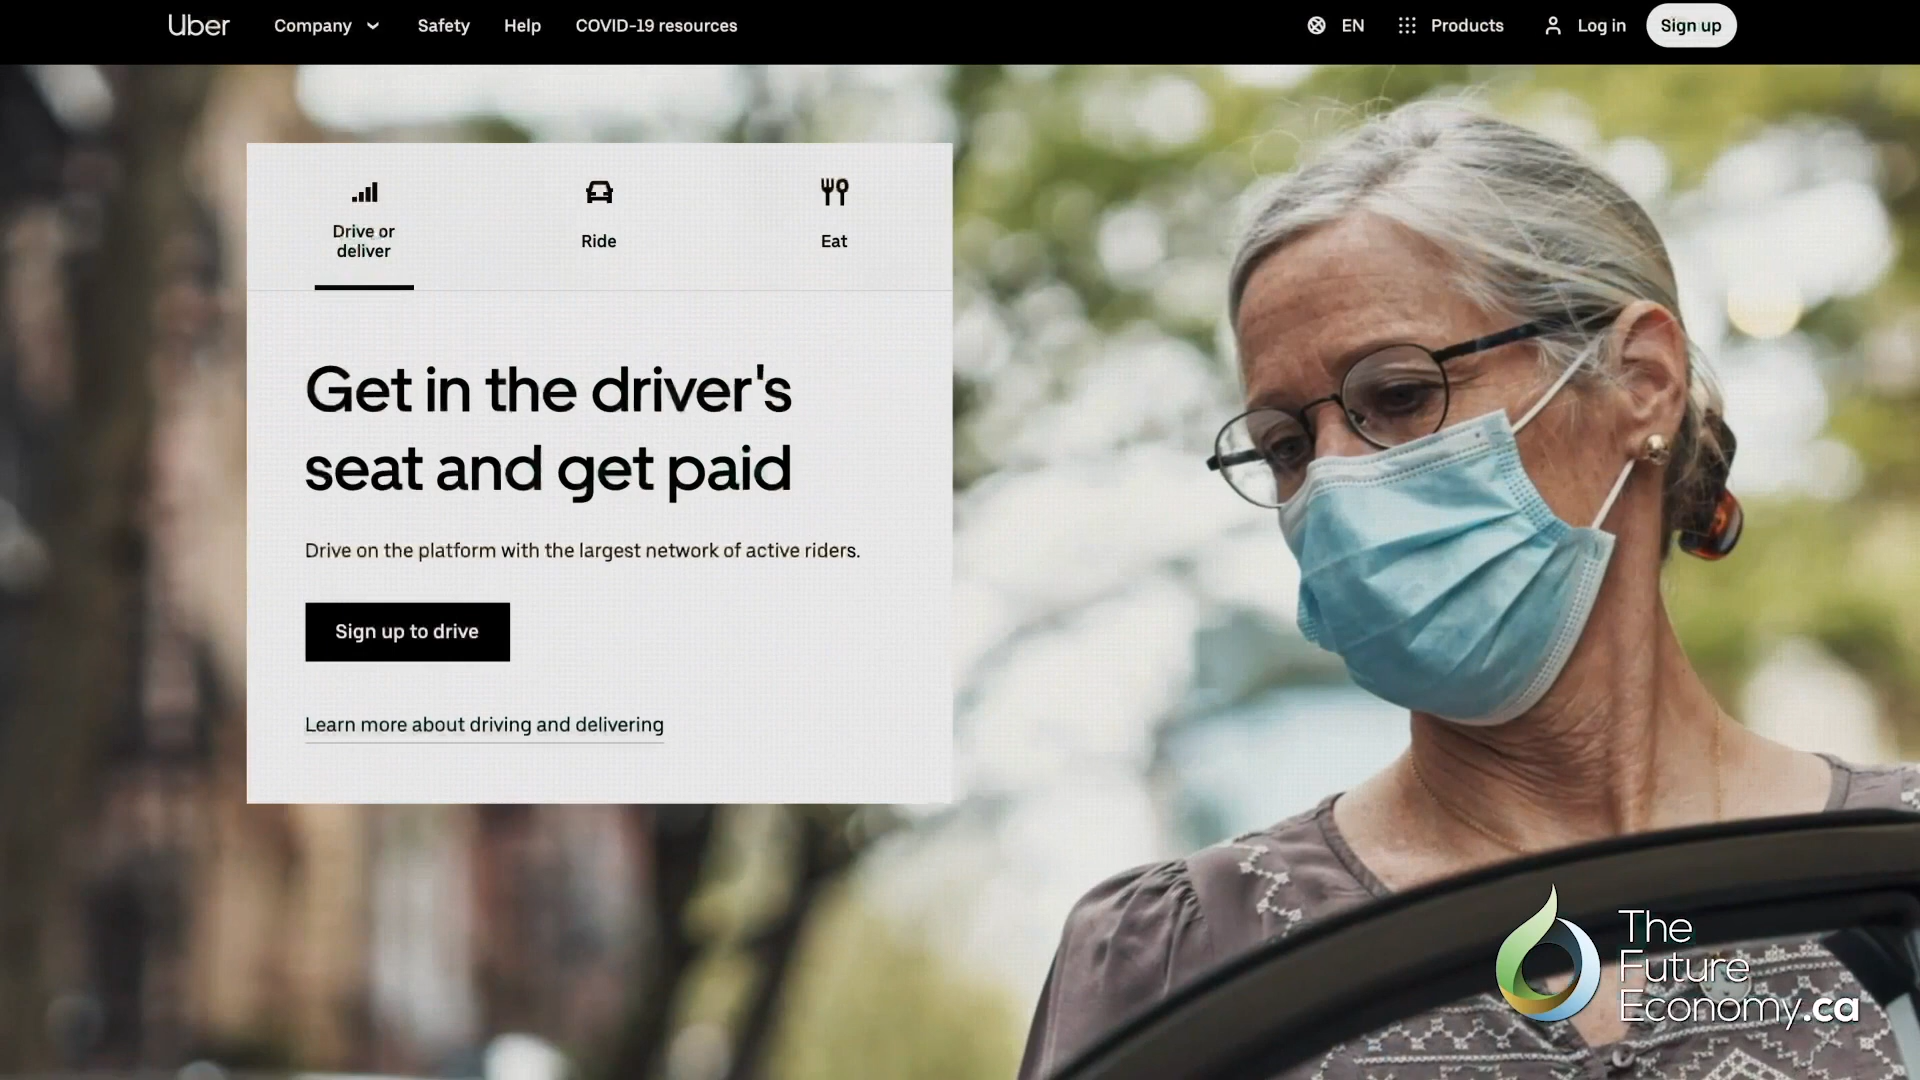 Uber
Company
Safety
Help
COVID-19 resources
EN
Products
Log in
Sign up
Drive or
deliver
Ride
Eat
Get in the driver's
seat and get paid
Drive on the platform with the largest network of active riders.
Sign up to drive
Learn more about driving and delivering
The
Future
Economy.ca